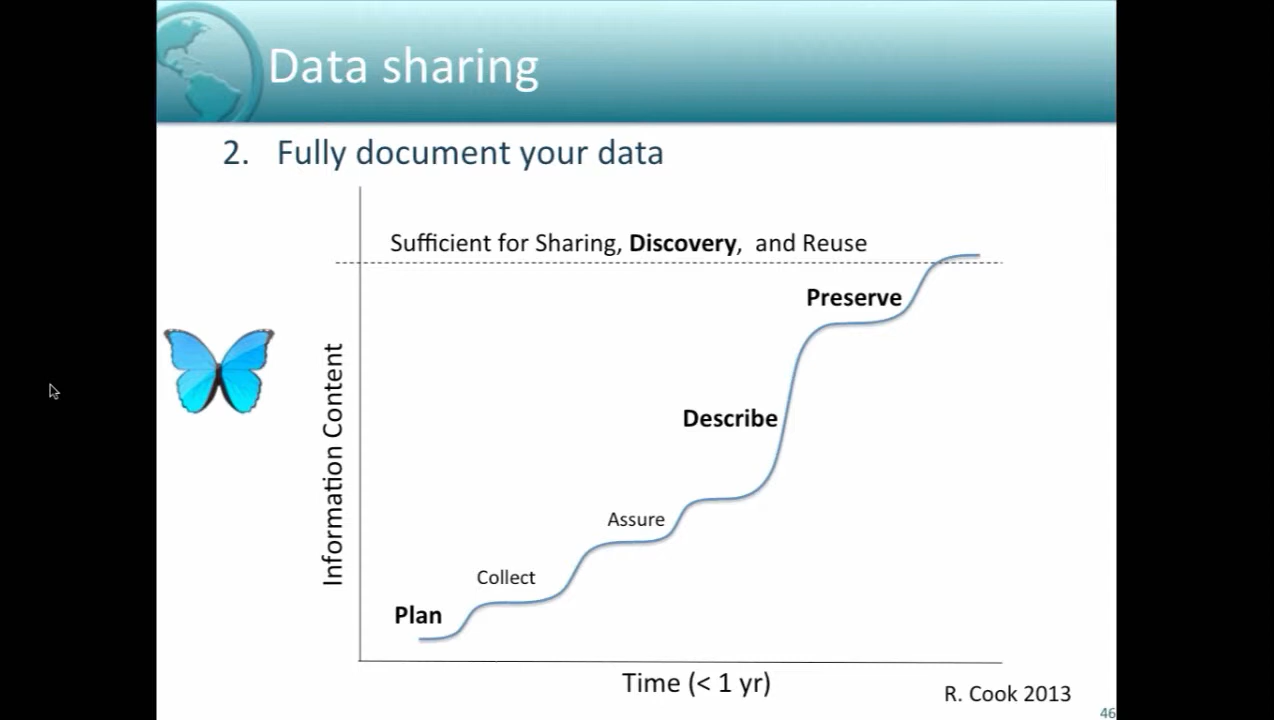 Data sharing
2. Fully document your data
Sufficient for Sharing, Discovery, and Reuse
Preserve
Describe
Assure
Collect
Plan
Information Content
Time (< 1 yr)
R. Cook 2013
46